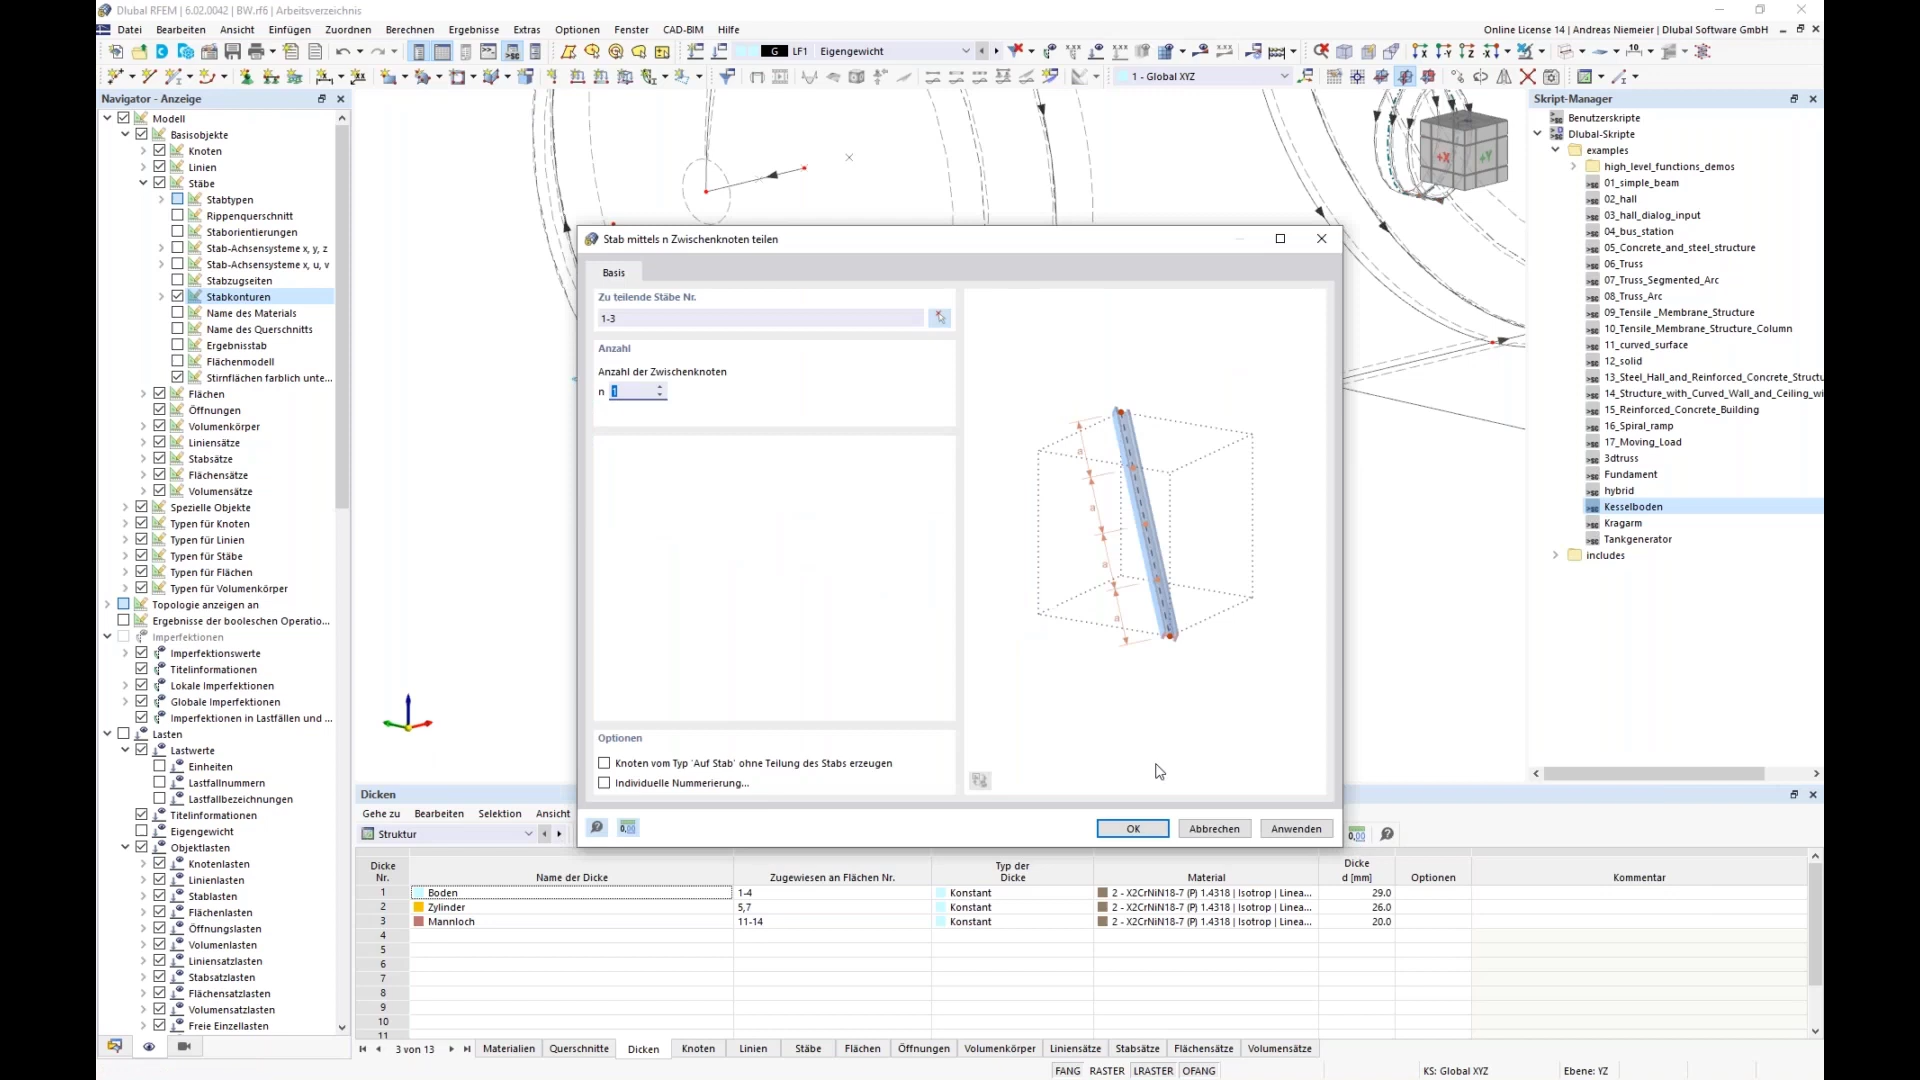 Dlubal RFEM | 6.02.0042 | BW.rf6 | Arbeitsverzeichnis
Datei Bearbeiten Ansicht Einfügen Zuordnen Berechnen Ergebnisse Extras Optionen Fenster CAD-BIM Hilfe
Online License 14 | Andreas Niemeier | Dlubal Software GmbH
G LF1 Eigengewicht
1 - Global XYZ
Navigator - Anzeige
Modell
Basisobjekte
Knoten
Linien
Stäbe
Stabtypen
Rippenquerschnitt
Staborientierungen
Stab-Achsensysteme x, y, z
Stab-Achsensysteme x, u, v
Stabzugseiten
Stabkonturen
Name des Materials
Name des Querschnitts
Ergebnisstab
Flächenmodell
Stirnflächen farblich unte...
Flächen
Öffnungen
Volumenkörper
Liniensätze
Stabsätze
Flächensätze
Volumensätze
Spezielle Objekte
Typen für Knoten
Typen für Linien
Typen für Stäbe
Typen für Flächen
Typen für Volumenkörper
Topologie anzeigen an
Ergebnisse der booleschen Operatio...
Imperfektionen
Imperfektionswerte
Titelinformationen
Lokale Imperfektionen
Globale Imperfektionen
Imperfektionen in Lastfällen und ...
Lasten
Lastwerte
Einheiten
Lastfallnummern
Lastfallbezeichnungen
Titelinformationen
Eigengewicht
Objektlasten
Knotenlasten
Linienlasten
Stablasten
Flächenlasten
Öffnungslasten
Volumenlasten
Liniensatzlasten
Stabsatzlasten
Flächensatzlasten
Volumensatzlasten
Freie Einzellasten
+X +Y
Stab mittels n Zwischenknoten teilen
Basis
Zu teilende Stäbe Nr.
1-3
Anzahl
Anzahl der Zwischenknoten
n 1
a
a
a
a
Optionen
Knoten vom Typ 'Auf Stab' ohne Teilung des Stabs erzeugen
Individuelle Nummerierung...
OK Abbrechen Anwenden
Skript-Manager
Benutzerskripte
Dlubal-Skripte
examples
high_level_functions_demos
01_simple_beam
02_hall
03_hall_dialog_input
04_bus_station
05_Concrete_and_steel_structure
06_Truss
07_Truss_Segmented_Arc
08_Truss_Arc
09_Tensile _Membrane_Structure
10_Tensile_Membrane_Structure_Column
11_curved_surface
12_solid
13_Steel_Hall_and_Reinforced_Concrete_Structu
14_Structure_with_Curved_Wall_and_Ceiling_wi
15_Reinforced_Concrete_Building
16_Spiral_ramp
17_Moving_Load
3dtruss
Fundament
hybrid
Kesselboden
Kragarm
Tankgenerator
includes
Dicken
Gehe zu Bearbeiten Selektion Ansicht
Struktur
Dicke Nr. Name der Dicke Zugewiesen an Flächen Nr. Typ der Dicke Material Dicke d [mm] Optionen Kommentar
1 Boden 1-4 Konstant 2 - X2CrNiN18-7 (P) 1.4318 | Isotrop | Linea... 29.0
2 Zylinder 5,7 Konstant 2 - X2CrNiN18-7 (P) 1.4318 | Isotrop | Linea... 26.0
3 Mannloch 11-14 Konstant 2 - X2CrNiN18-7 (P) 1.4318 | Isotrop | Linea... 20.0
4
5
6
7
8
9
10
11
3 von 13 Materialien Querschnitte Dicken Knoten Linien Stäbe Flächen Öffnungen Volumenkörper Liniensätze Stabsätze Flächensätze Volumensätze
FANG RASTER LRASTER OFANG KS: Global XYZ Ebene: YZ